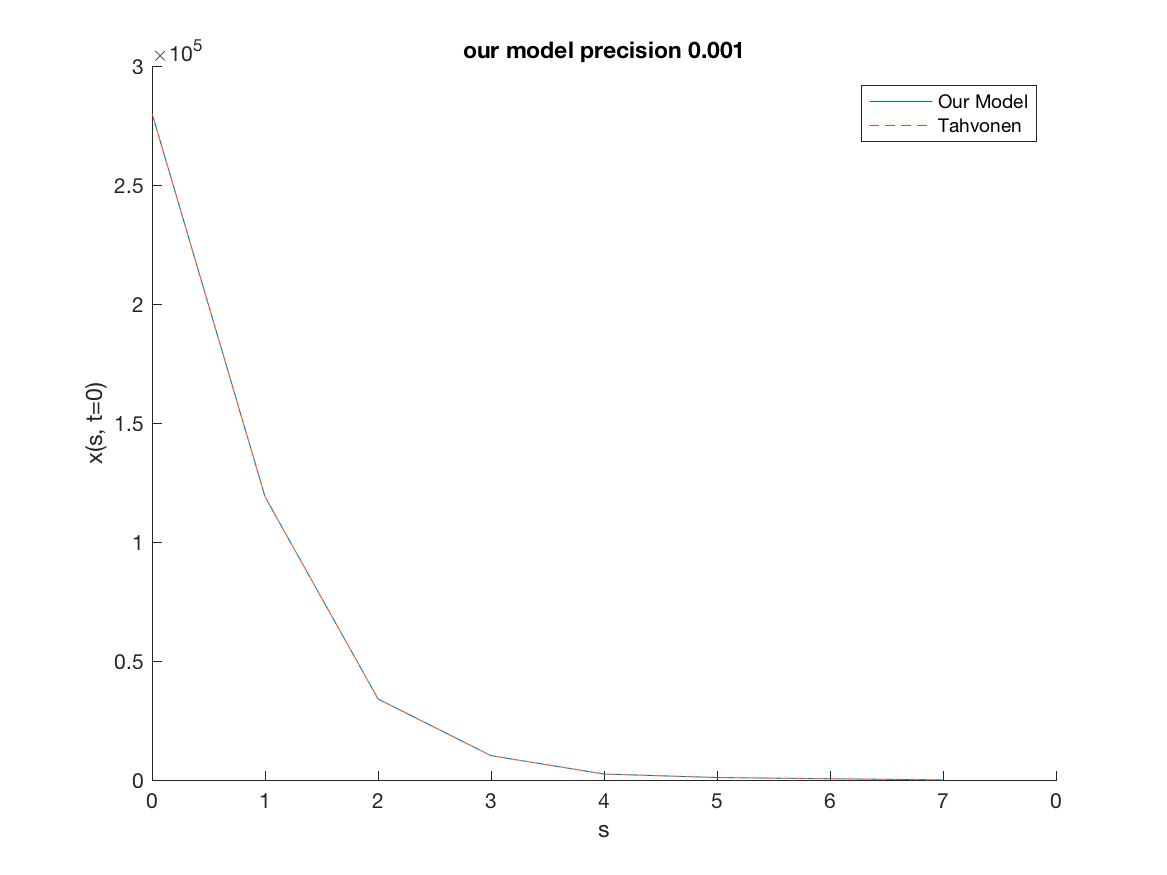 our model precision 0.001
×10^5
Our Model
Tahvonen
3
2.5
2
1.5
1
0.5
0
x(s, t=0)
0 1 2 3 4 5 6 7 0
s